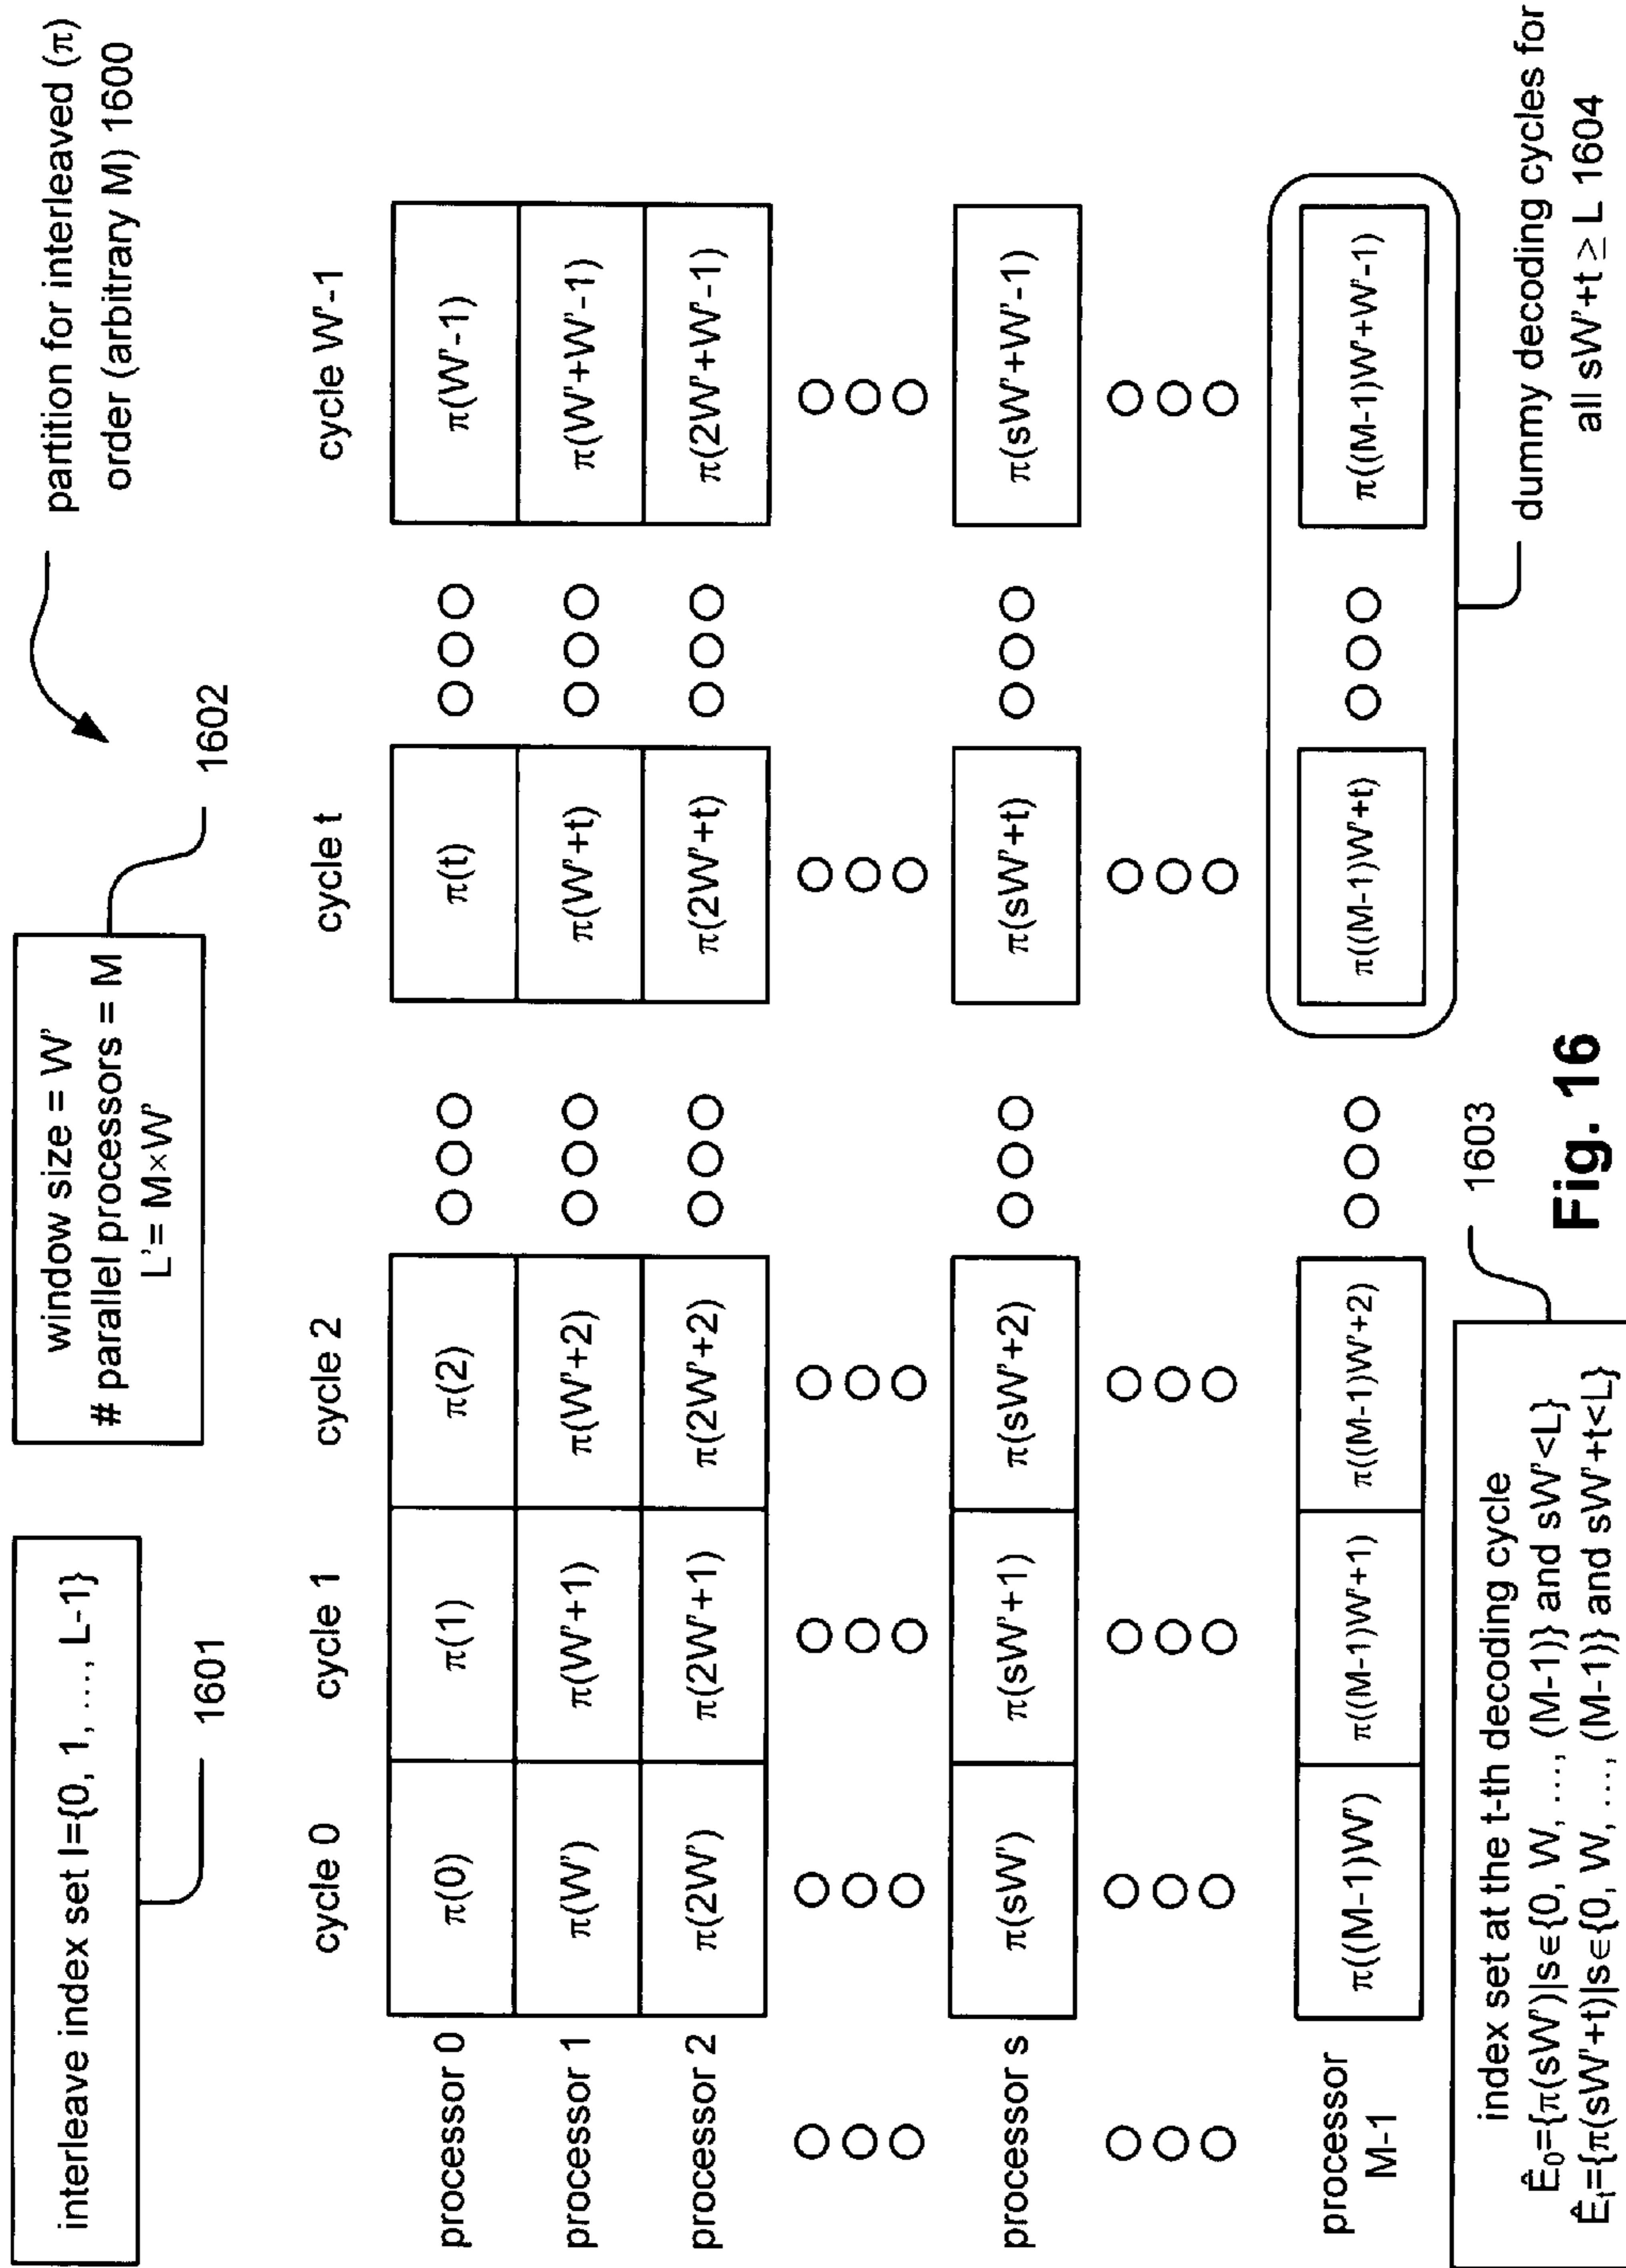 partition for interleaved (π)
order (arbitrary M) 1600
interleave index set I={0, 1, ..., L-1}
1601
window size = W'
# parallel processors = M
L'= M×W'
1602
cycle 0
cycle 1
cycle 2
cycle t
cycle W'-1
processor 0
π(0)
π(1)
π(2)
π(t)
π(W'-1)
processor 1
π(W')
π(W'+1)
π(W'+2)
π(W'+t)
π(W'+W'-1)
processor 2
π(2W')
π(2W'+1)
π(2W'+2)
π(2W'+t)
π(2W'+W'-1)
processor s
π(sW')
π(sW'+1)
π(sW'+2)
π(sW'+t)
π(sW'+W'-1)
processor
M-1
π((M-1)W')
π((M-1)W'+1)
π((M-1)W'+2)
π((M-1)W'+t)
π((M-1)W'+W'-1)
index set at the t-th decoding cycle
Ê₀={π(sW')|s∈{0, W, ..., (M-1)} and sW'<L}
Êₜ={π(sW'+t)|s∈{0, W, ..., (M-1)} and sW'+t<L}
1603
dummy decoding cycles for
all sW'+t ≥ L 1604
Fig. 16